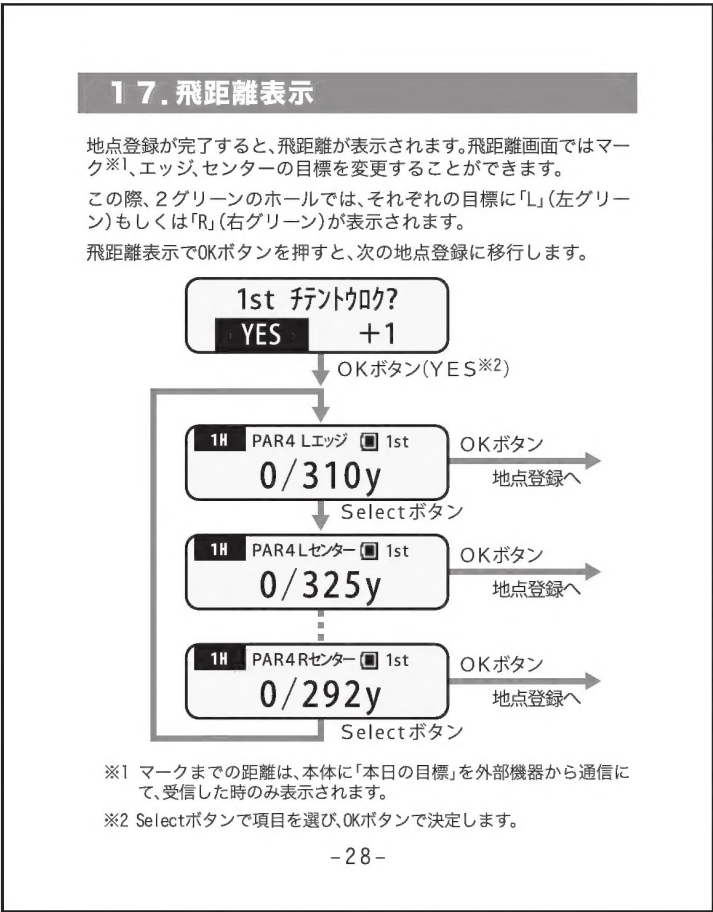 １７.飛距離表示
地点登録が完了すると、飛距離が表示されます。飛距離画面ではマー
ク※1、エッジ、センターの目標を変更することができます。
この際、２グリーンのホールでは、それぞれの目標に「L」(左グリー
ン)もしくは「R」(右グリーン)が表示されます。
飛距離表示でOKボタンを押すと、次の地点登録に移行します。
1st ﾁﾃﾝﾄｳﾛｸ?
YES +1
OKボタン(YES※2)
1H PAR4 Lｴｯｼﾞ 1st
0/310y
OKボタン
地点登録へ
Selectボタン
1H PAR4Lｾﾝﾀｰ 1st
0/325y
OKボタン
地点登録へ
1H PAR4Rｾﾝﾀｰ 1st
0/292y
OKボタン
地点登録へ
Selectボタン
※1 マークまでの距離は、本体に「本日の目標」を外部機器から通信に
て、受信した時のみ表示されます。
※2 Selectボタンで項目を選び、OKボタンで決定します。
-28-